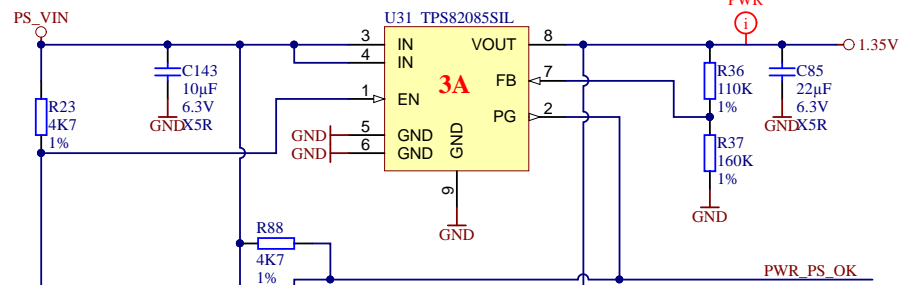 PWR
PS_VIN
U31 TPS82085SIL
i
3 IN VOUT 8
1.35V
4 IN
R23
4K7
1%
C143
10µF
6.3V
X5R
GND
3A
FB 7
1 EN
PG 2
R36
110K
1%
C85
22µF
6.3V
X5R
GND
GND 5 GND
GND 6 GND
GND
9
GND
R37
160K
1%
GND
R88
4K7
1%
PWR_PS_OK